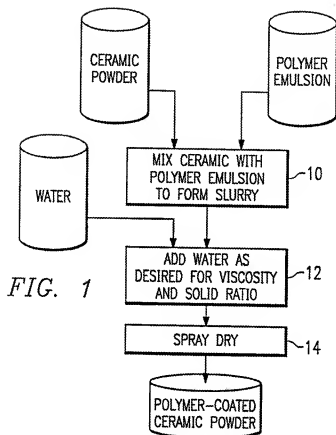 CERAMIC
POWDER
POLYMER
EMULSION
MIX CERAMIC WITH
POLYMER EMULSION
TO FORM SLURRY
10
WATER
ADD WATER AS
DESIRED FOR VISCOSITY
AND SOLID RATIO
12
FIG. 1
SPRAY DRY
14
POLYMER-COATED
CERAMIC POWDER